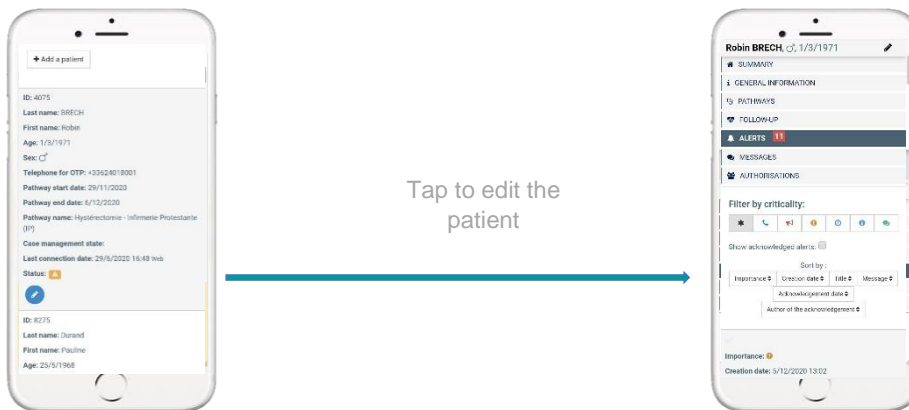 + Add a patient
ID: 4075
Last name: BRECH
First name: Robin
Age: 1/3/1971
Sex: ♂
Telephone for OTP: +33624018001
Pathway start date: 29/11/2020
Pathway end date: 6/12/2020
Pathway name: Hystérectomie - Infirmerie Protestante
(IP)
Case management state:
Last connection date: 29/6/2020 16:48 Web
Status:
ID: 8275
Last name: Durand
First name: Pauline
Age: 25/5/1968
Tap to edit the
patient
Robin BRECH, ♂, 1/3/1971
SUMMARY
GENERAL INFORMATION
PATHWAYS
FOLLOW-UP
ALERTS 11
MESSAGES
AUTHORISATIONS
Filter by criticality:
Show acknowledged alerts:
Sort by :
Importance Creation date Title Message
Acknowledgement date
Author of the acknowledgement
Importance:
Creation date: 5/12/2020 13:02